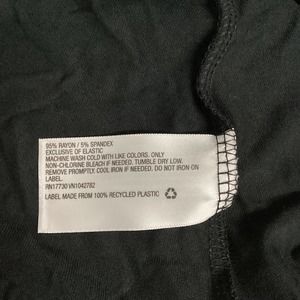 95% RAYON / 5% SPANDEX
EXCLUSIVE OF ELASTIC
MACHINE WASH COLD WITH LIKE COLORS. ONLY
NON-CHLORINE BLEACH IF NEEDED. TUMBLE DRY LOW.
REMOVE PROMPTLY. COOL IRON IF NEEDED. DO NOT IRON ON
LABEL.
RN17730 VN1042782
LABEL MADE FROM 100% RECYCLED PLASTIC